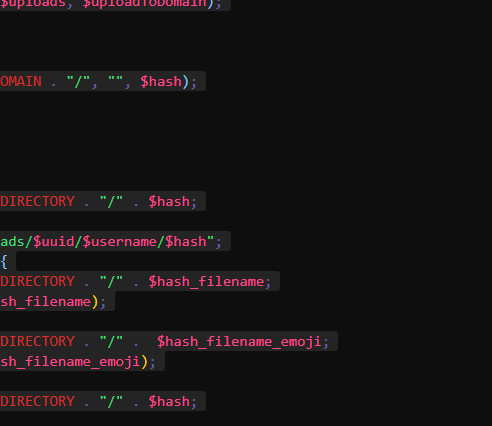 $uploads, $uploadToDomain);
OMAIN . "/", "", $hash);
DIRECTORY . "/" . $hash;
ads/$uuid/$username/$hash";
{
DIRECTORY . "/" . $hash_filename;
sh_filename);
DIRECTORY . "/" .  $hash_filename_emoji;
sh_filename_emoji);
DIRECTORY . "/" . $hash;